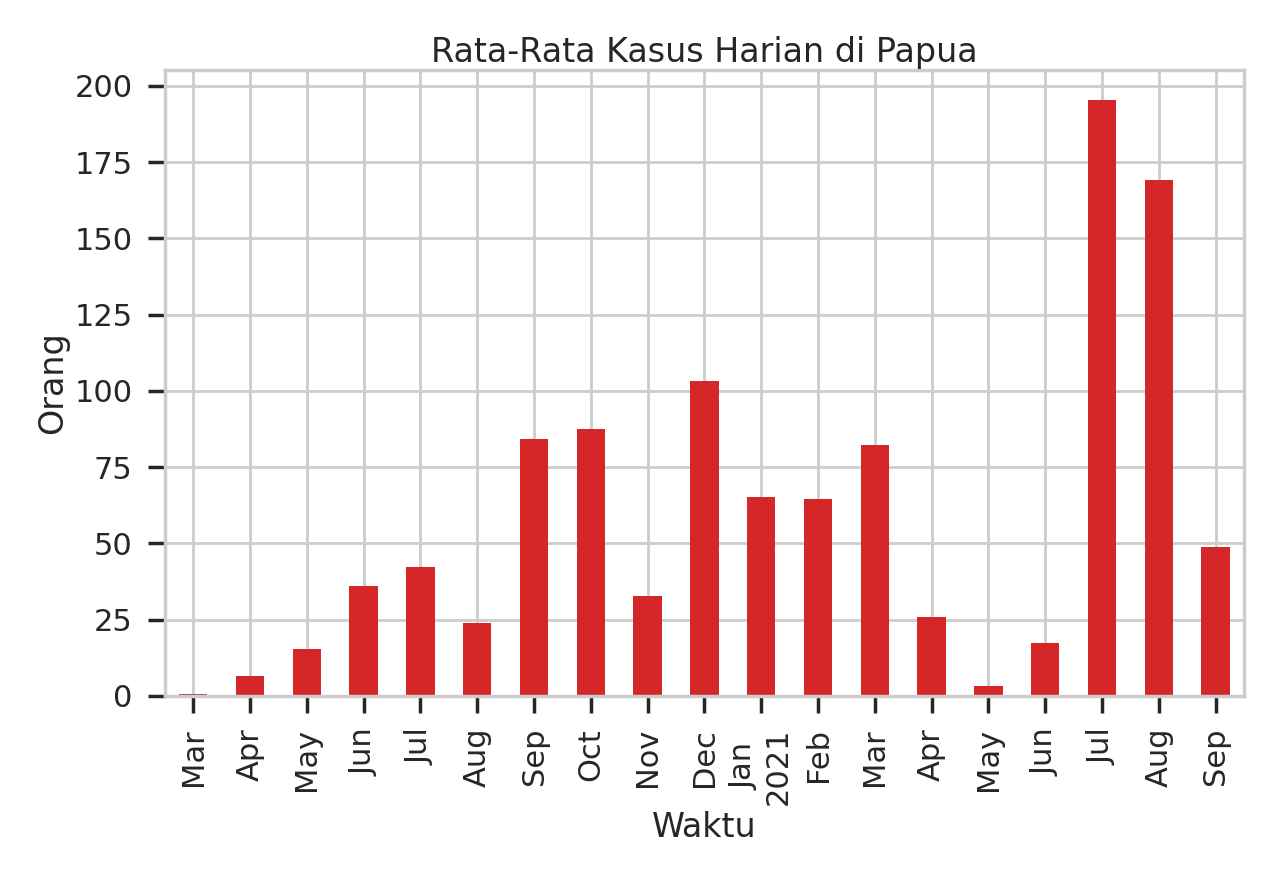 Rata-Rata Kasus Harian di Papua
200
175
150
125
100
75
50
25
0
Orang
Mar
Apr
May
Jun
Jul
Aug
Sep
Oct
Nov
Dec
Jan
2021
Feb
Mar
Apr
May
Jun
Jul
Aug
Sep
Waktu